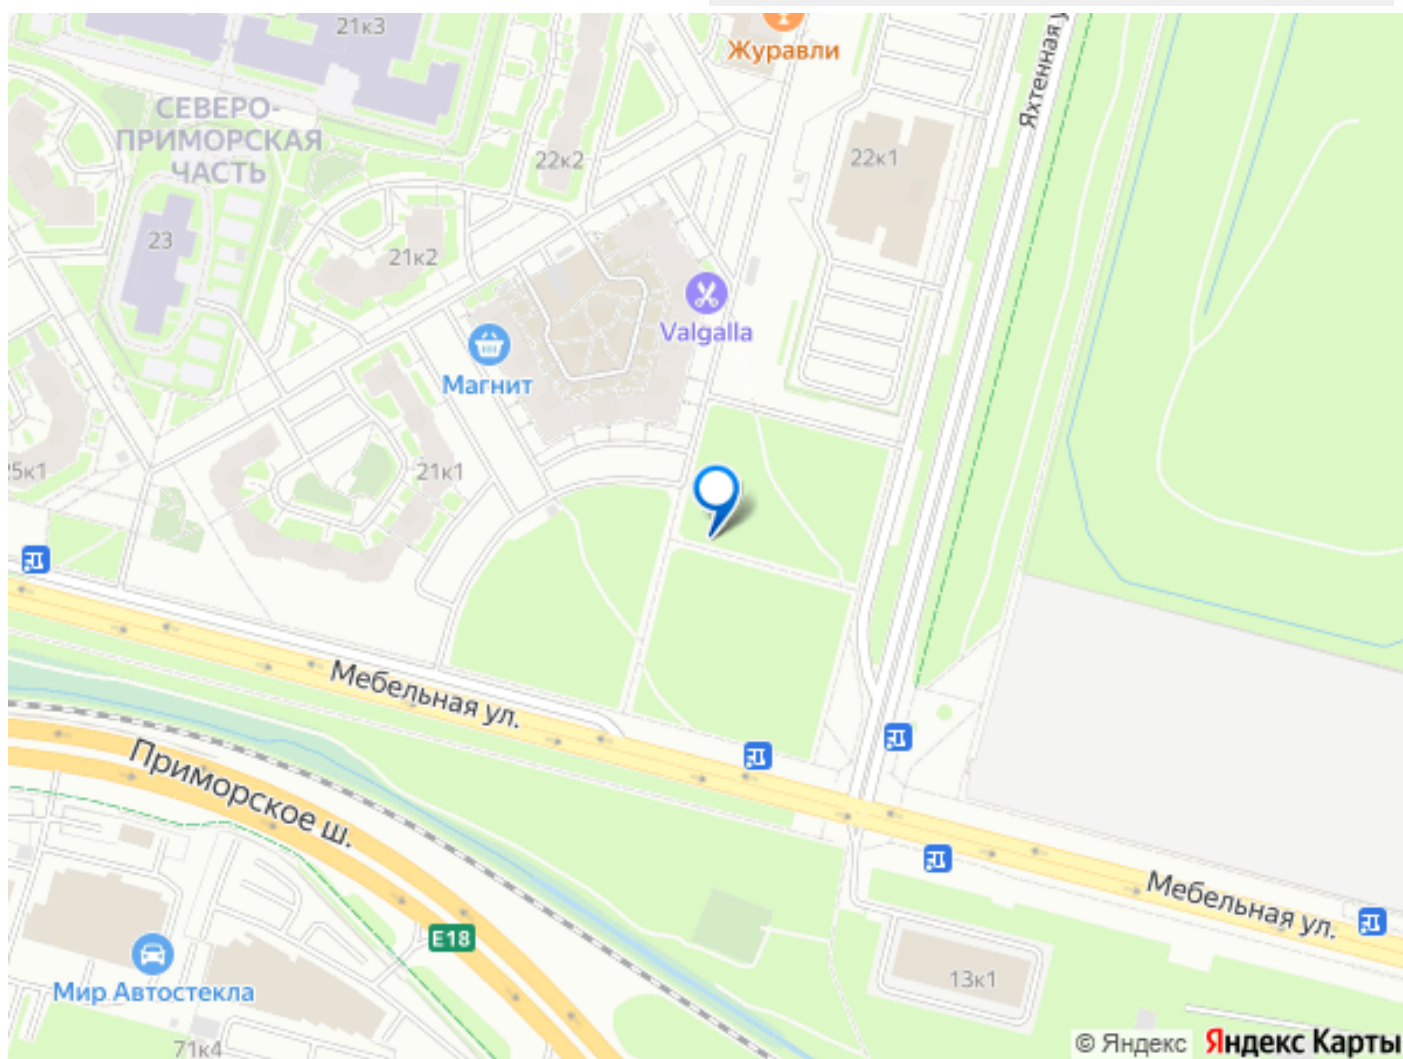 21к3
Журавли
Яхтенная у
СЕВЕРО-
ПРИМОРСКАЯ
ЧАСТЬ
22к2
22к1
23
21к2
Valgalla
Магнит
25к1
21к1
Мебельная ул.
Приморское ш.
E18
Мебельная ул.
Мир Автостекла
13к1
71к4
© Яндекс Яндекс Карты